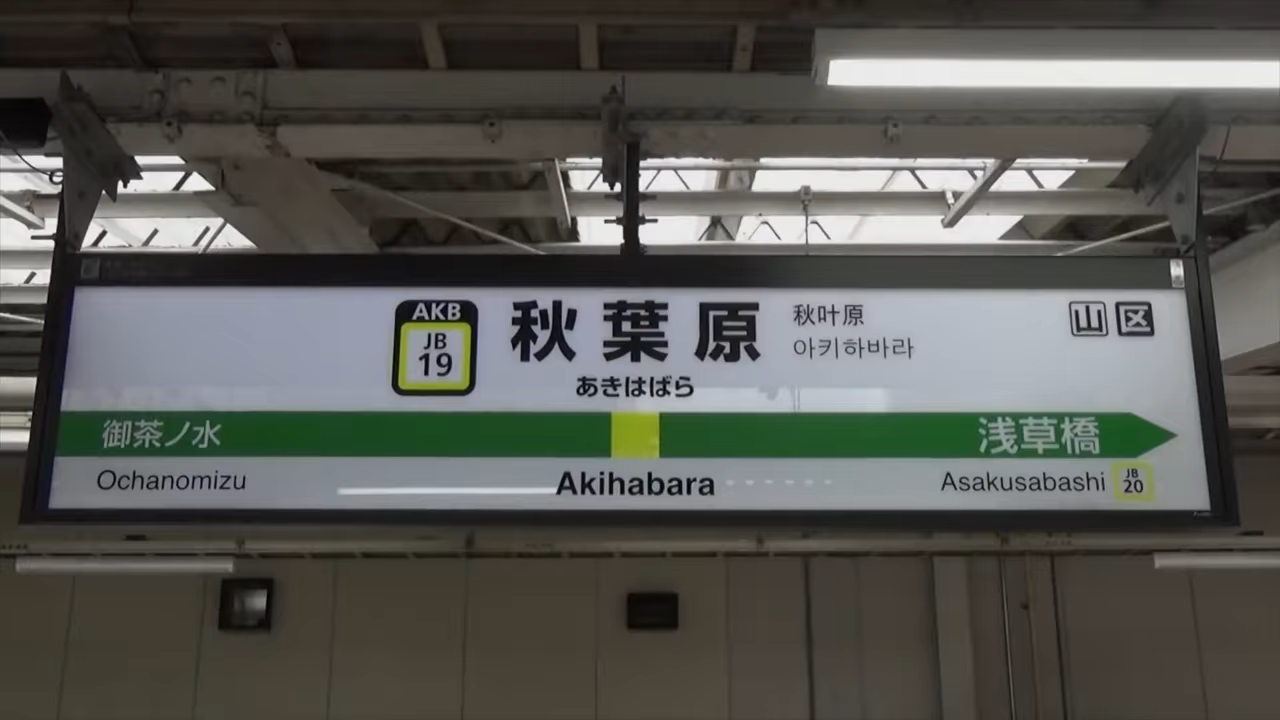 AKB
JB
19
秋葉原
あきはばら
秋叶原
아키하바라
山 区
御茶ノ水
浅草橋
Ochanomizu
Akihabara
Asakusabashi
JB
20